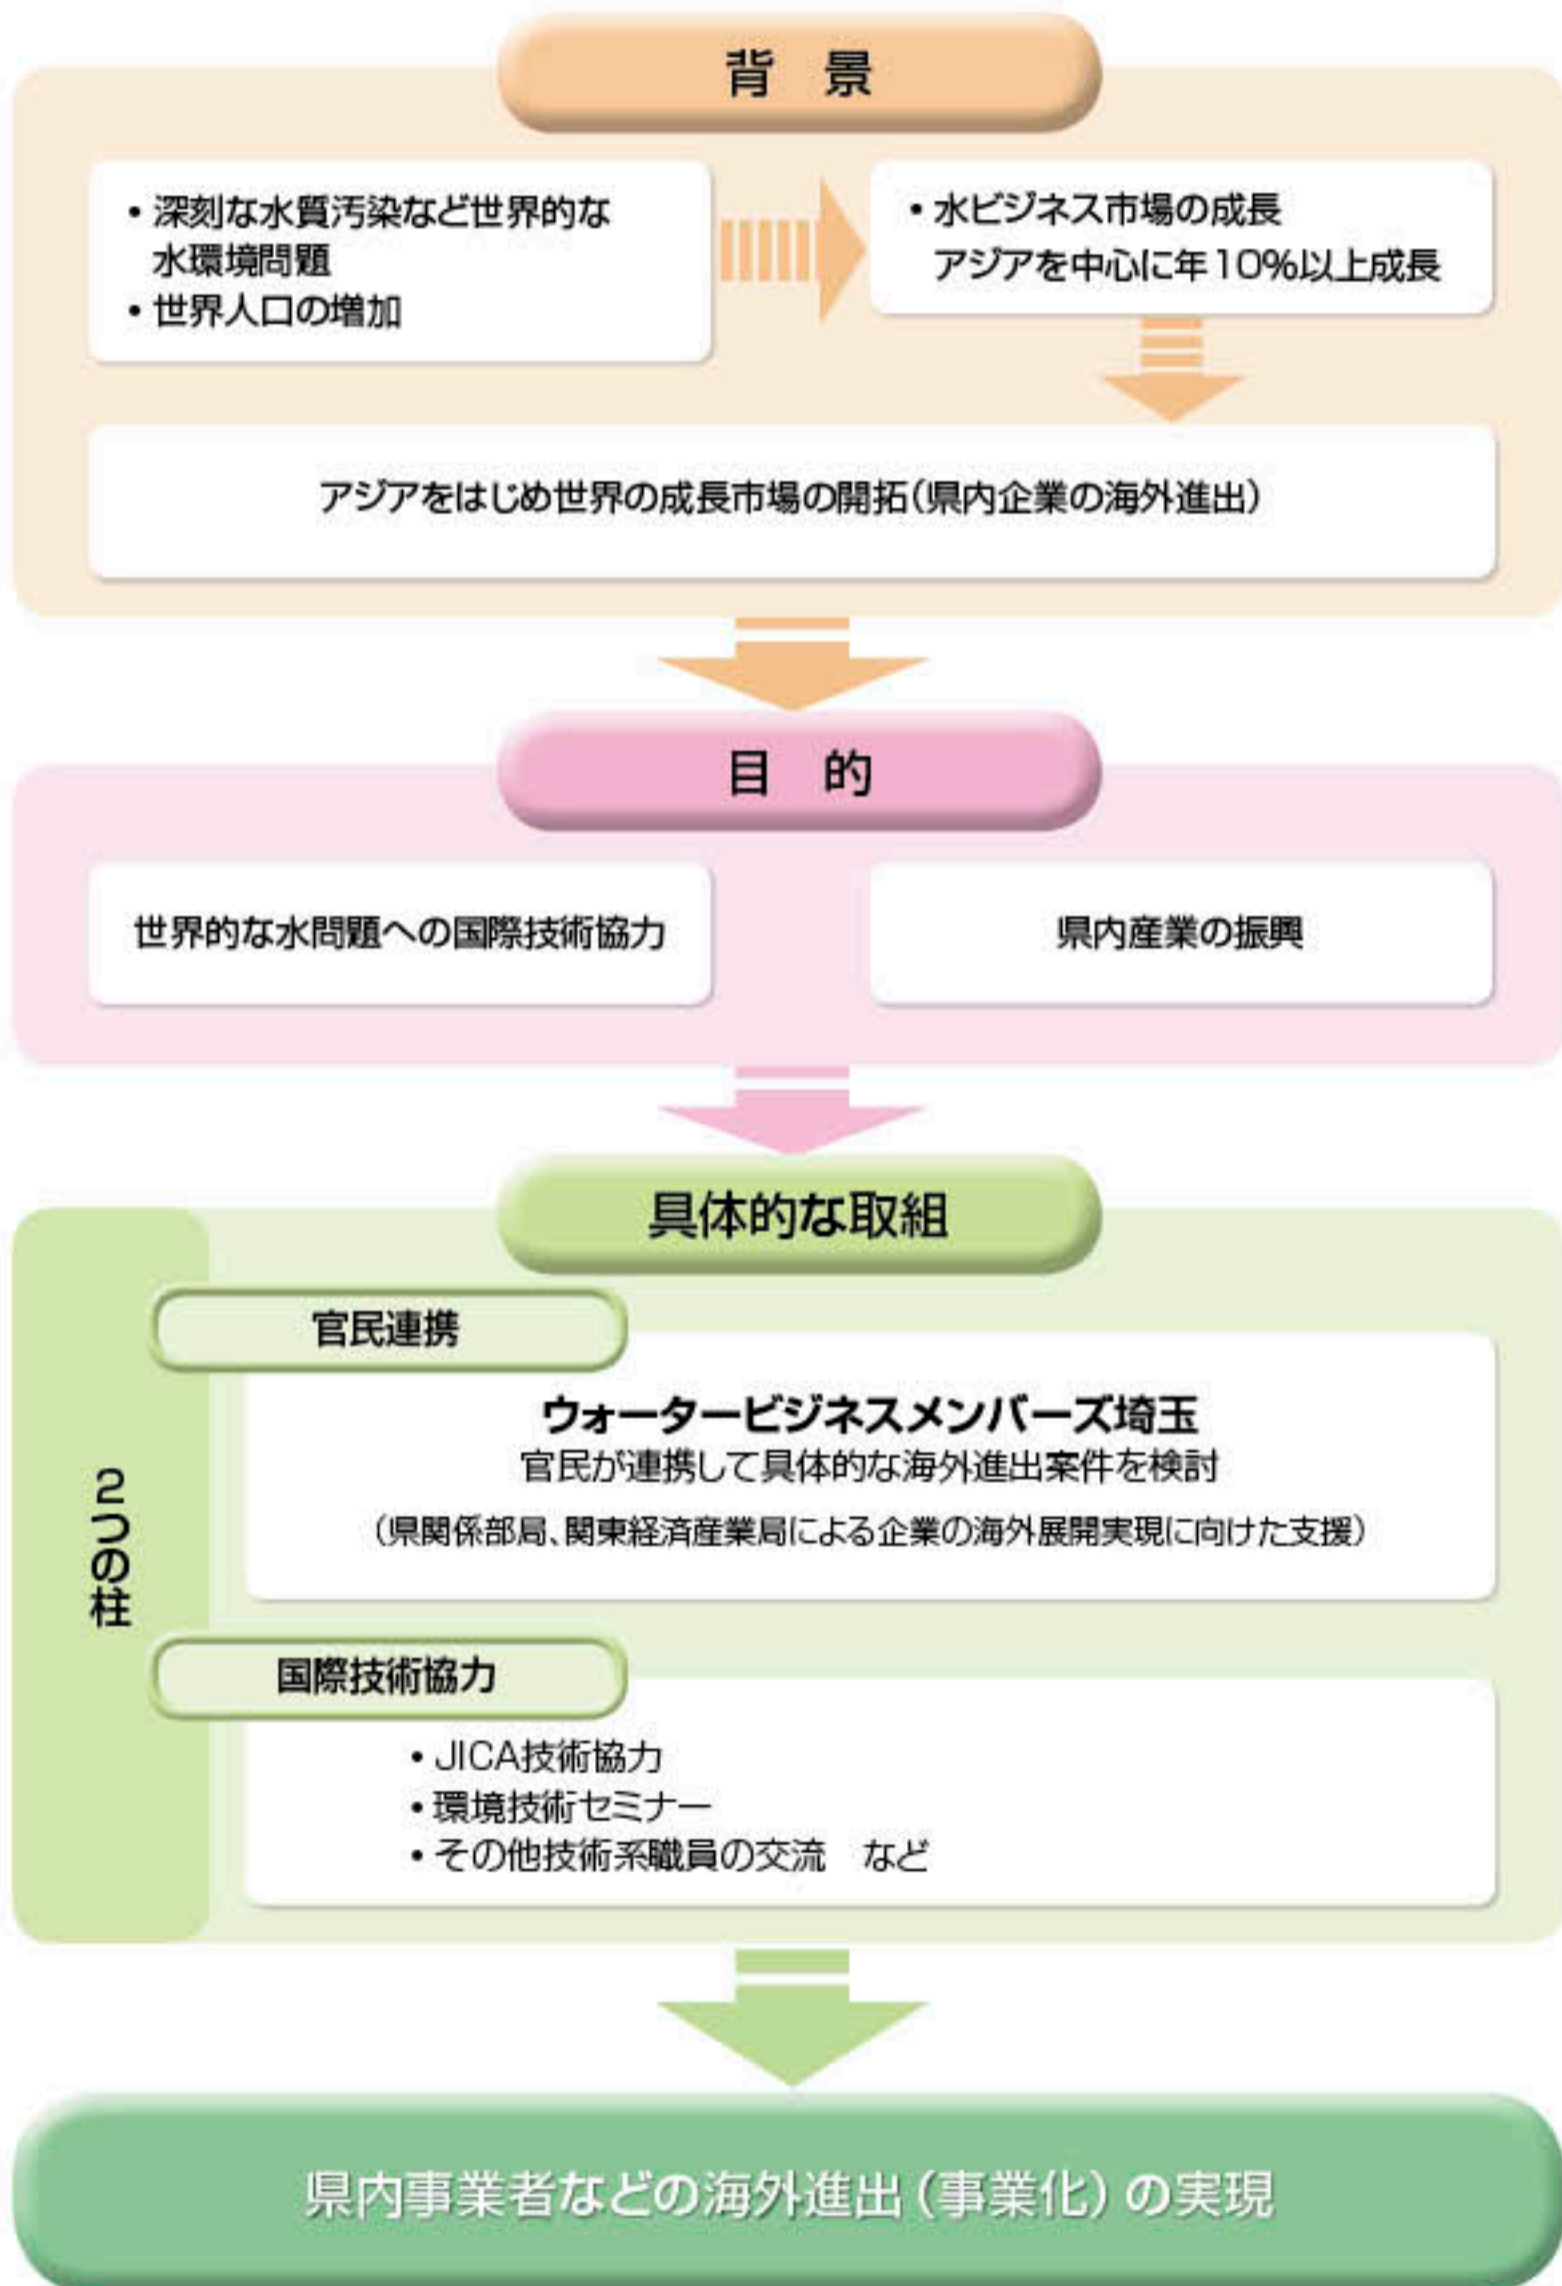 背 景
・深刻な水質汚染など世界的な
水環境問題
・世界人口の増加
・水ビジネス市場の成長
アジアを中心に年10%以上成長
アジアをはじめ世界の成長市場の開拓（県内企業の海外進出）
目 的
世界的な水問題への国際技術協力
県内産業の振興
具体的な取組
2つの柱
官民連携
ウォータービジネスメンバーズ埼玉
官民が連携して具体的な海外進出案件を検討
（県関係部局、関東経済産業局による企業の海外展開実現に向けた支援）
国際技術協力
・JICA技術協力
・環境技術セミナー
・その他技術系職員の交流 など
県内事業者などの海外進出（事業化）の実現